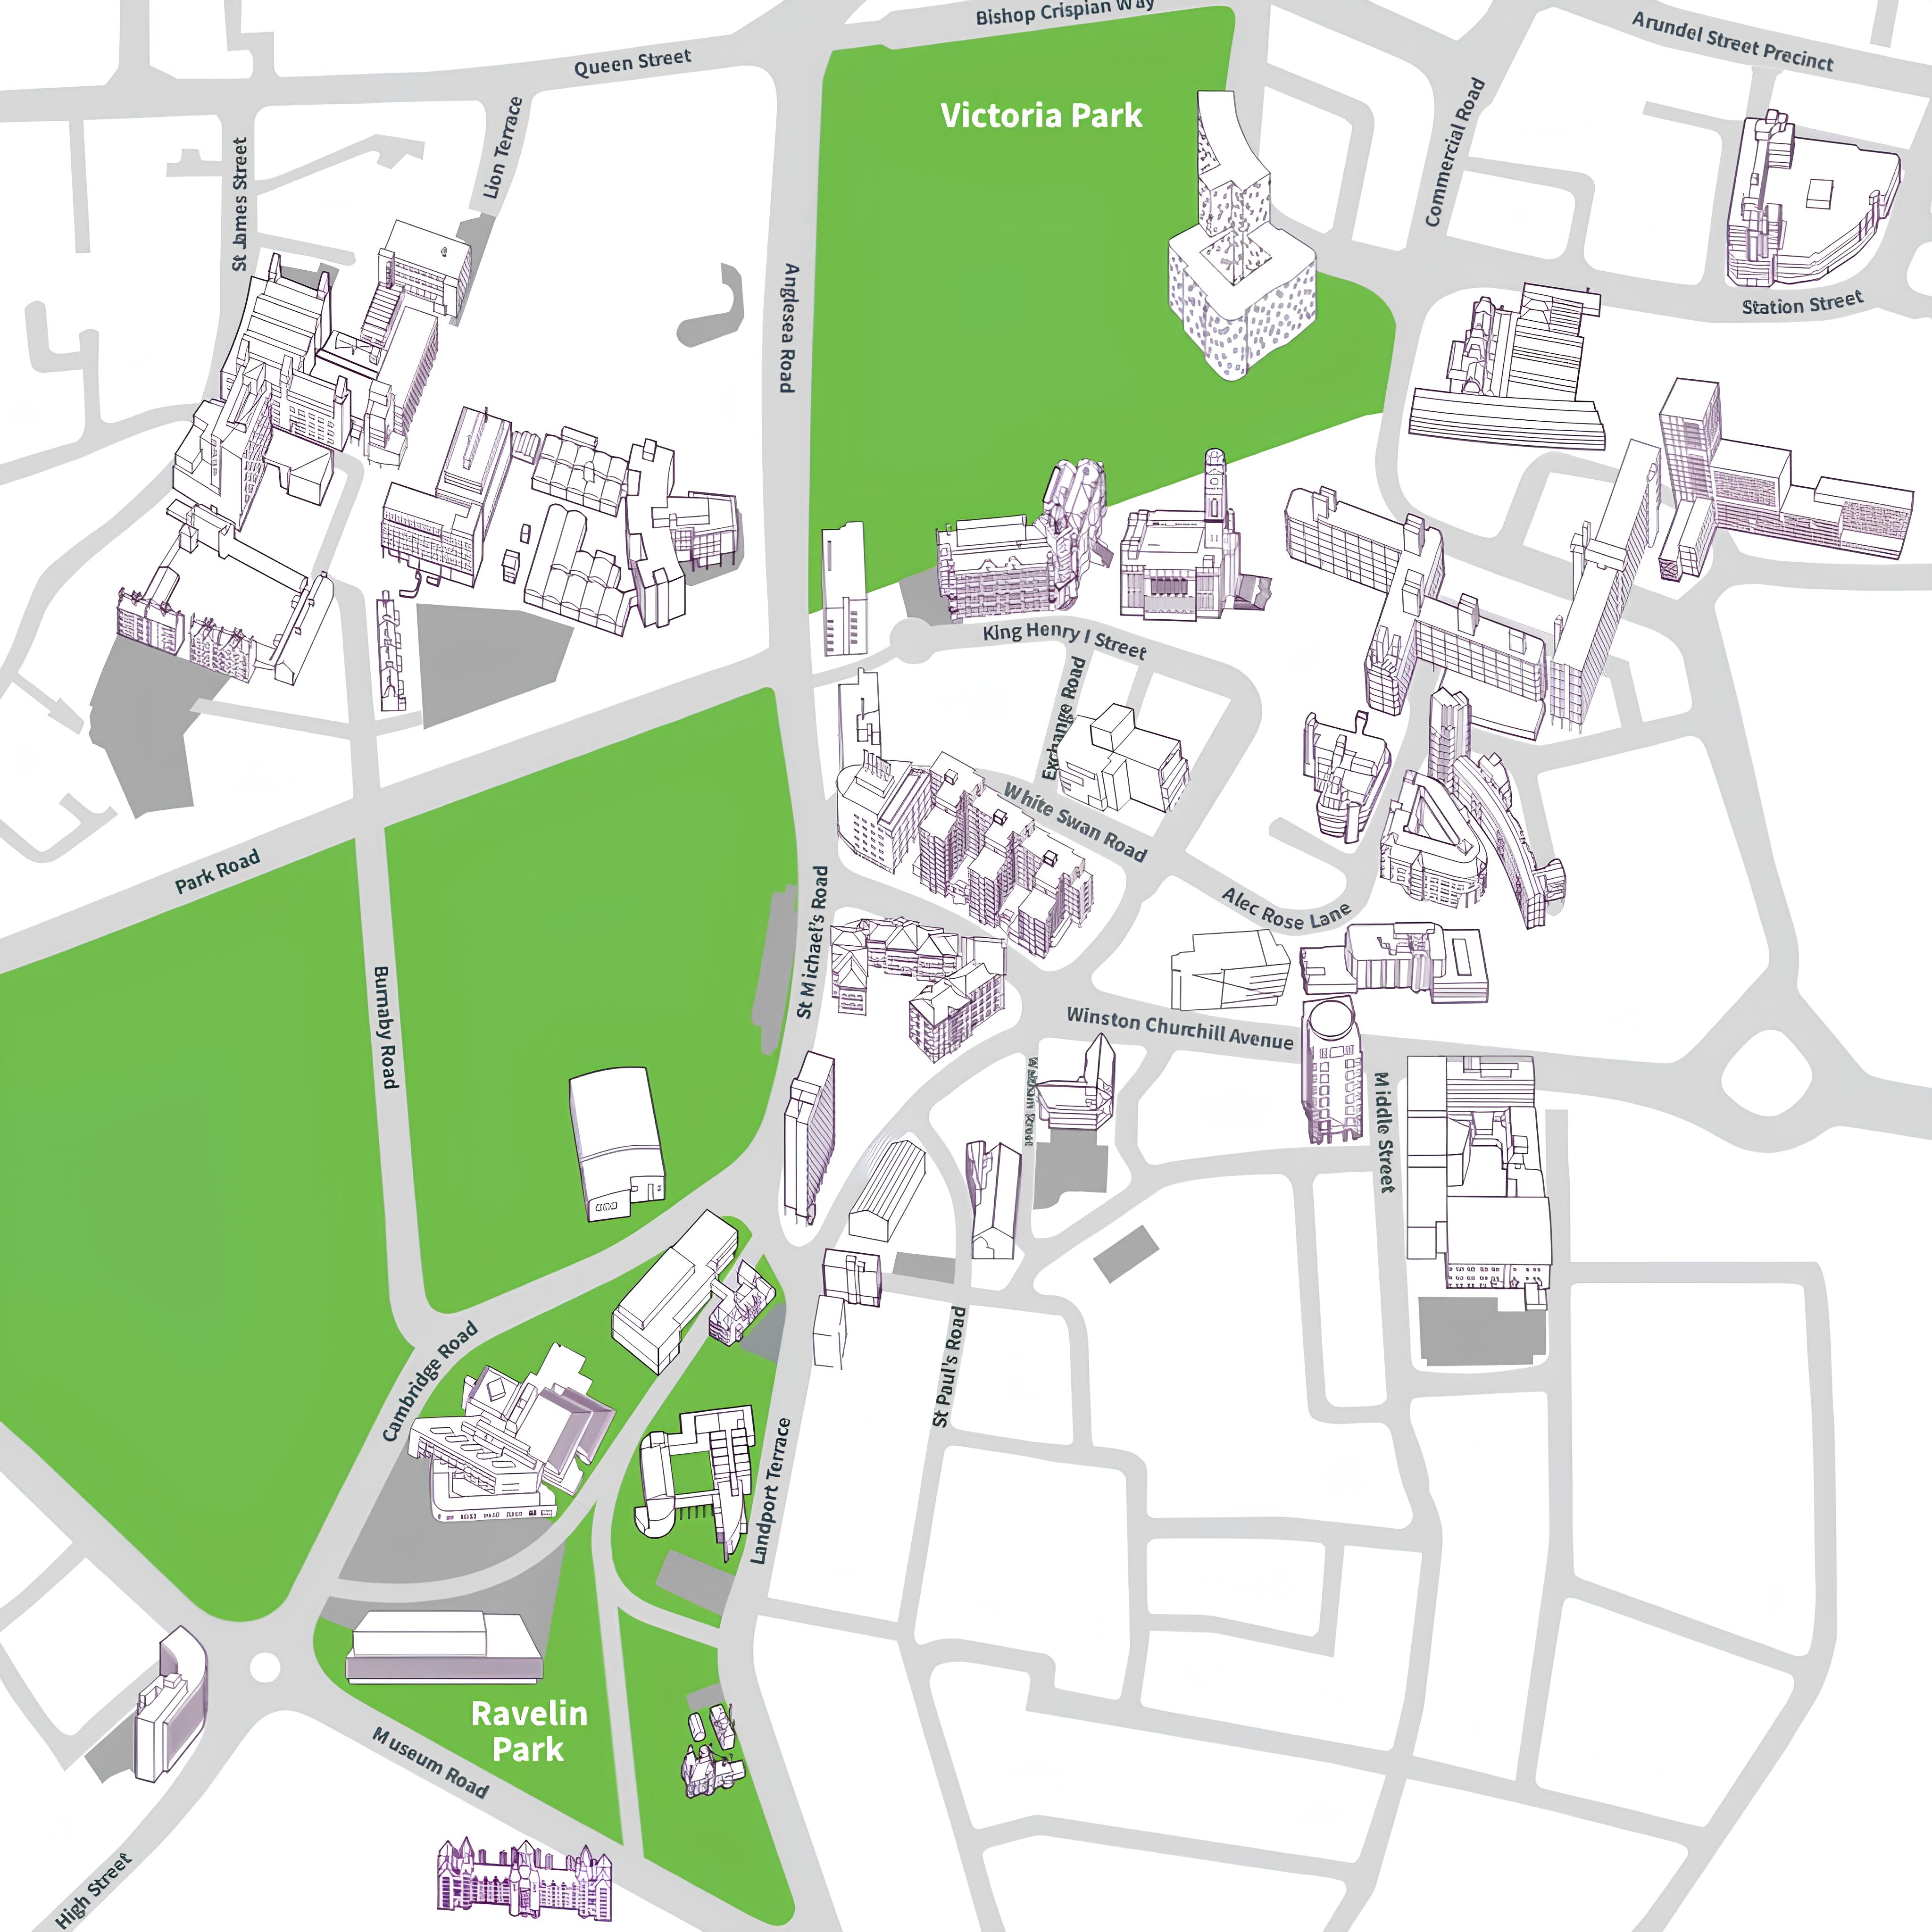 Bishop Crispian Way
Arundel Street Precinct
Queen Street
Victoria Park
Lion Terrace
Commercial Road
St James Street
Station Street
Anglesea Road
King Henry I Street
Exchange Road
White Swan Road
Park Road
Alec Rose Lane
St Michael's Road
Burnaby Road
Winston Churchill Avenue
Middle Street
Cambridge Road
St Paul's Road
Landport Terrace
Ravelin
Park
Museum Road
High Street